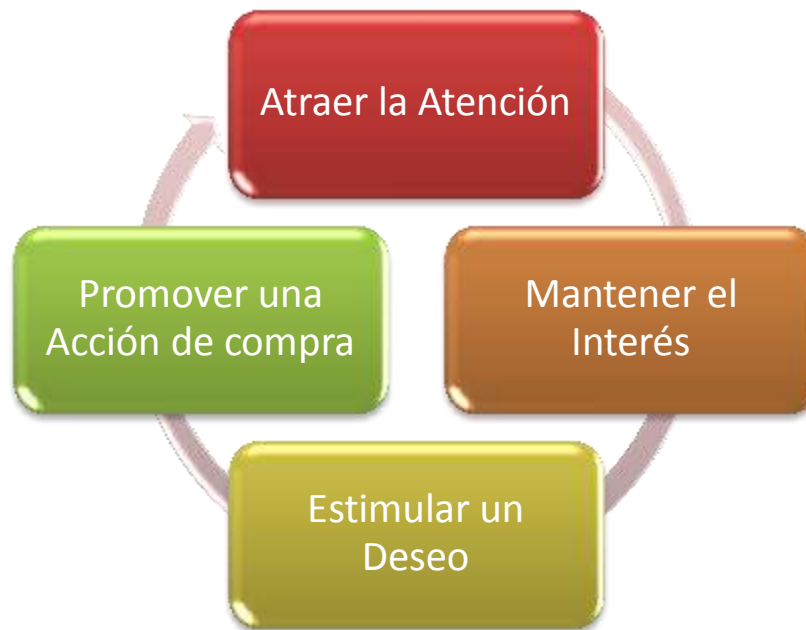 Atraer la Atención
Mantener el
Interés
Estimular un
Deseo
Promover una
Acción de compra